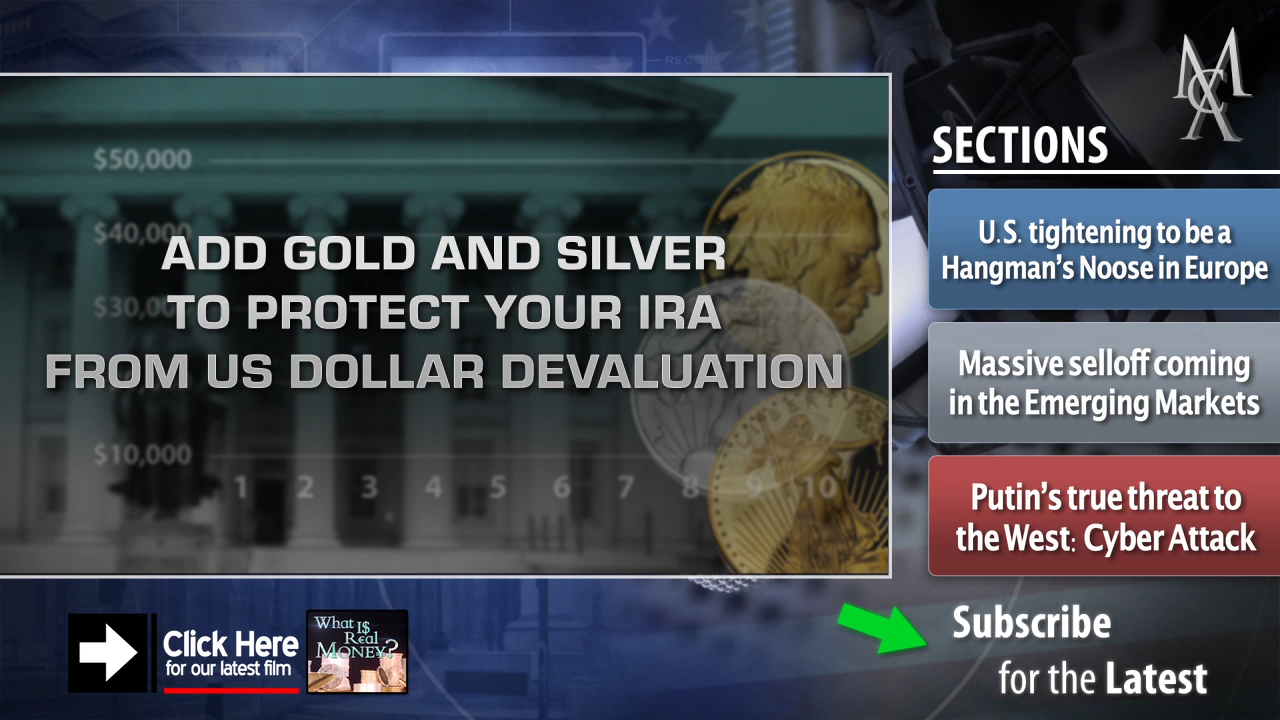 RECO
$50,000
$40,000
$30,00
$10,000
1 2 3 4 5 6 7 8 9 10
ADD GOLD AND SILVER
TO PROTECT YOUR IRA
FROM US DOLLAR DEVALUATION
MCA
SECTIONS
U.S. tightening to be a
Hangman's Noose in Europe
Massive selloff coming
in the Emerging Markets
Putin's true threat to
the West: Cyber Attack
Click Here
for our latest film
What I$
Real
MONEY?
Subscribe
for the Latest